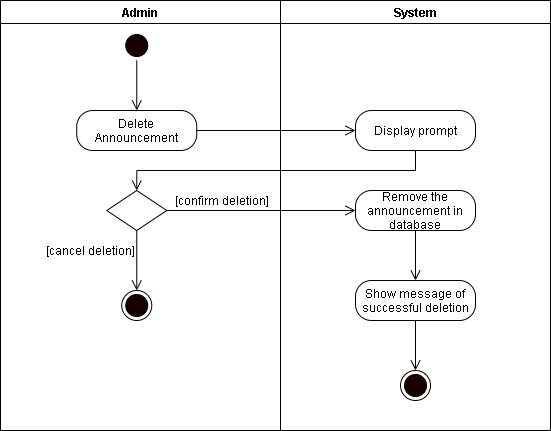 Admin
System
Delete
Announcement
Display prompt
[confirm deletion]
Remove the
announcement in
database
[cancel deletion]
Show message of
successful deletion